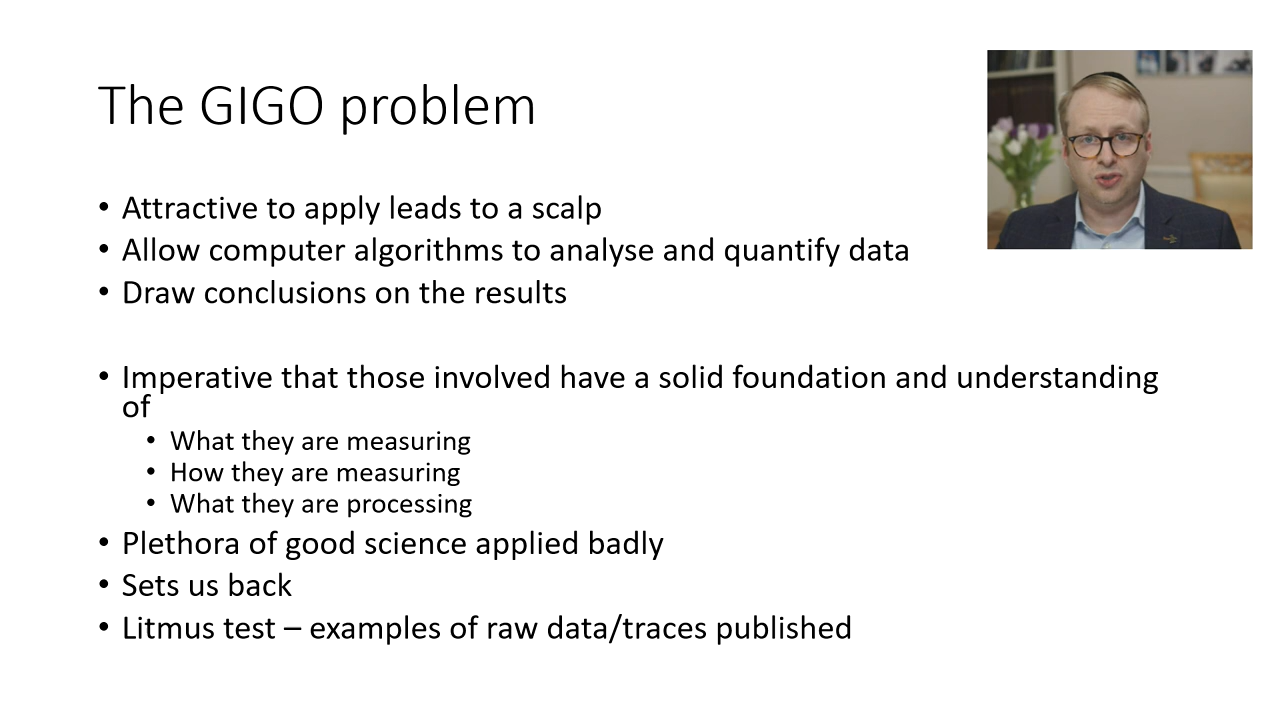 The GIGO problem
• Attractive to apply leads to a scalp
• Allow computer algorithms to analyse and quantify data
• Draw conclusions on the results
• Imperative that those involved have a solid foundation and understanding
of
• What they are measuring
• How they are measuring
• What they are processing
• Plethora of good science applied badly
• Sets us back
• Litmus test – examples of raw data/traces published